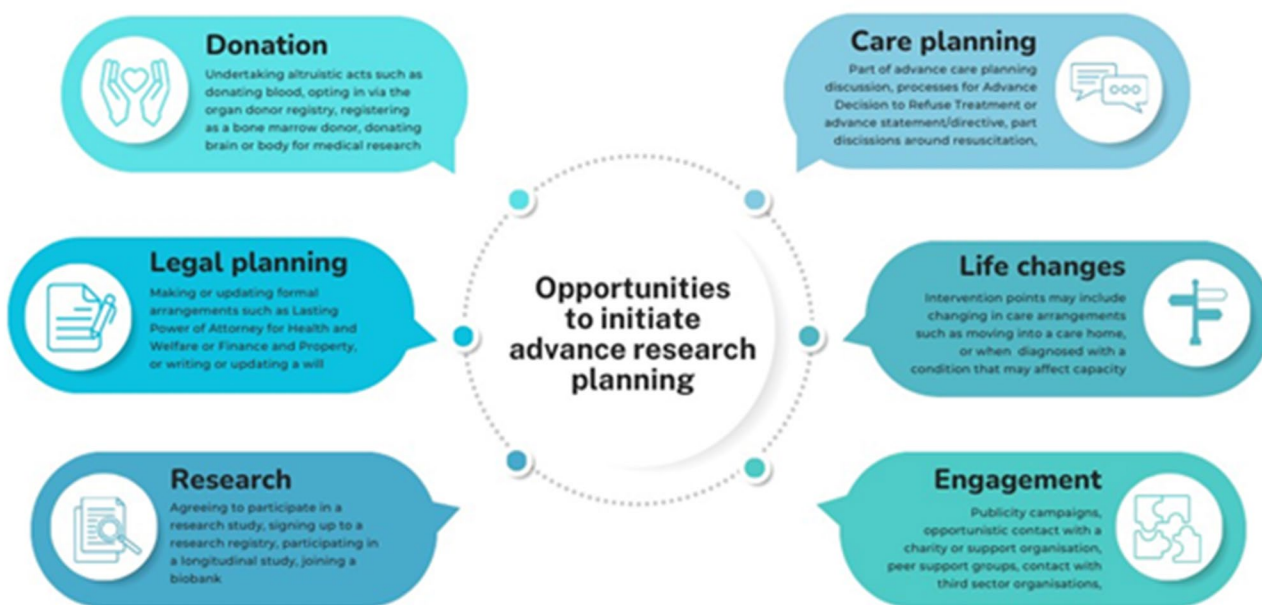 Donation
Undertaking altruistic acts such as
donating blood, opting in via the
organ donor registry, registering
as a bone marrow donor, donating
brain or body for medical research
Care planning
Part of advance care planning
discussion, processes for Advance
Decision to Refuse Treatment or
advance statement/directive, part
discissions around resuscitation,
Legal planning
Making or updating formal
arrangements such as Lasting
Power of Attorney for Health and
Welfare or Finance and Property,
or writing or updating a will
Opportunities
to initiate
advance research
planning
Life changes
Intervention points may include
changing in care arrangements
such as moving into a care home,
or when diagnosed with a
condition that may affect capacity
Research
Agreeing to participate in a
research study, signing up to a
research registry, participating in
a longitudinal study, joining a
biobank
Engagement
Publicity campaigns,
opportunistic contact with a
charity or support organisation,
peer support groups, contact with
third sector organisations,